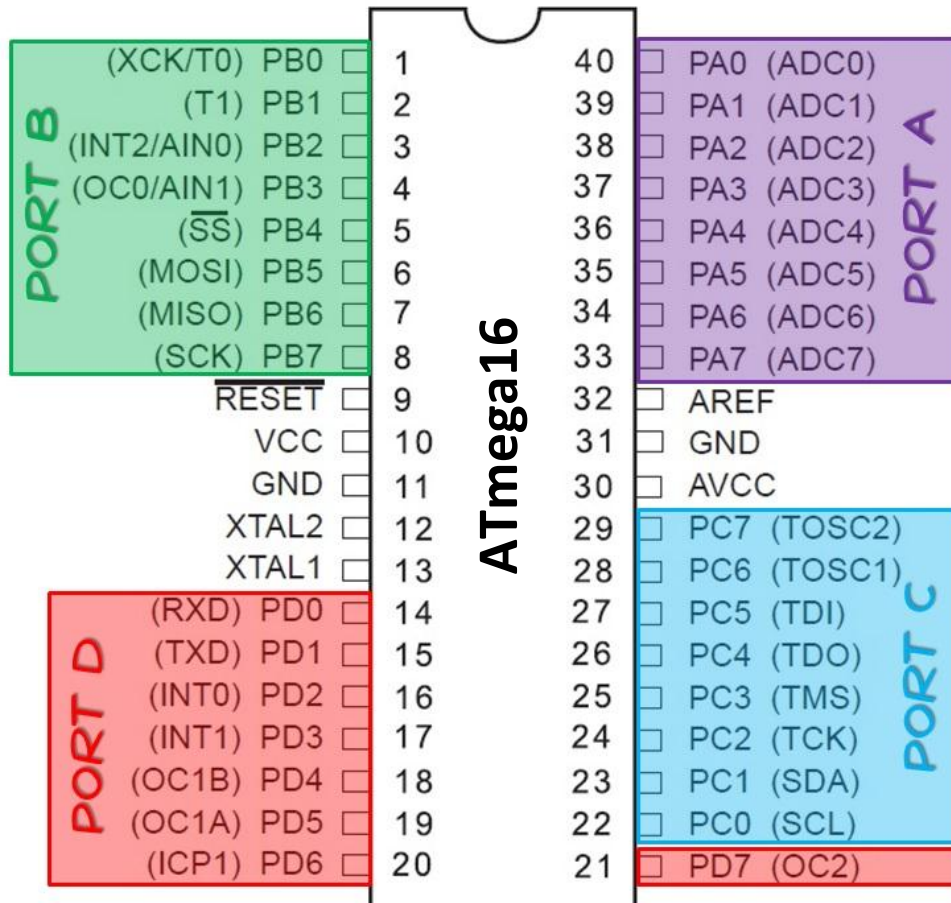 PORT B
(XCK/T0) PB0 1
(T1) PB1 2
(INT2/AIN0) PB2 3
(OC0/AIN1) PB3 4
(SS) PB4 5
(MOSI) PB5 6
(MISO) PB6 7
(SCK) PB7 8
RESET 9
VCC 10
GND 11
XTAL2 12
XTAL1 13
PORT D
(RXD) PD0 14
(TXD) PD1 15
(INT0) PD2 16
(INT1) PD3 17
(OC1B) PD4 18
(OC1A) PD5 19
(ICP1) PD6 20
ATmega16
40 PA0 (ADC0)
39 PA1 (ADC1)
38 PA2 (ADC2)
37 PA3 (ADC3)
36 PA4 (ADC4)
35 PA5 (ADC5)
34 PA6 (ADC6)
33 PA7 (ADC7)
PORT A
32 AREF
31 GND
30 AVCC
29 PC7 (TOSC2)
28 PC6 (TOSC1)
27 PC5 (TDI)
26 PC4 (TDO)
25 PC3 (TMS)
24 PC2 (TCK)
23 PC1 (SDA)
22 PC0 (SCL)
PORT C
21 PD7 (OC2)